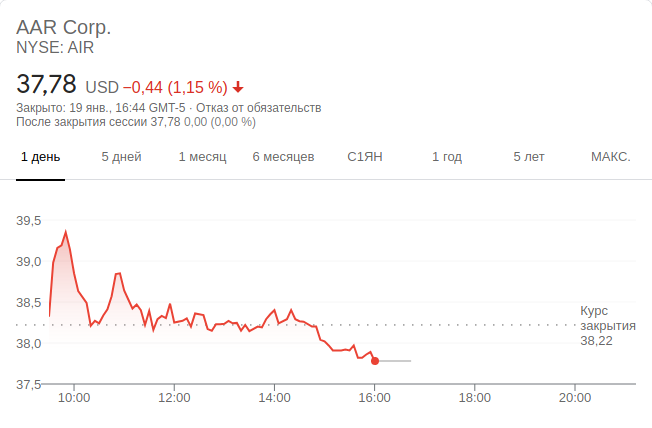 AAR Corp.
NYSE: AIR
37,78 USD −0,44 (1,15 %)
Закрыто: 19 янв., 16:44 GMT-5 · Отказ от обязательств
После закрытия сессии 37,78 0,00 (0,00 %)
1 день 5 дней 1 месяц 6 месяцев С1ЯН 1 год 5 лет МАКС.
39,5
39,0
38,5
38,0
37,5
Курс
закрытия
38,22
10:00 12:00 14:00 16:00 18:00 20:00